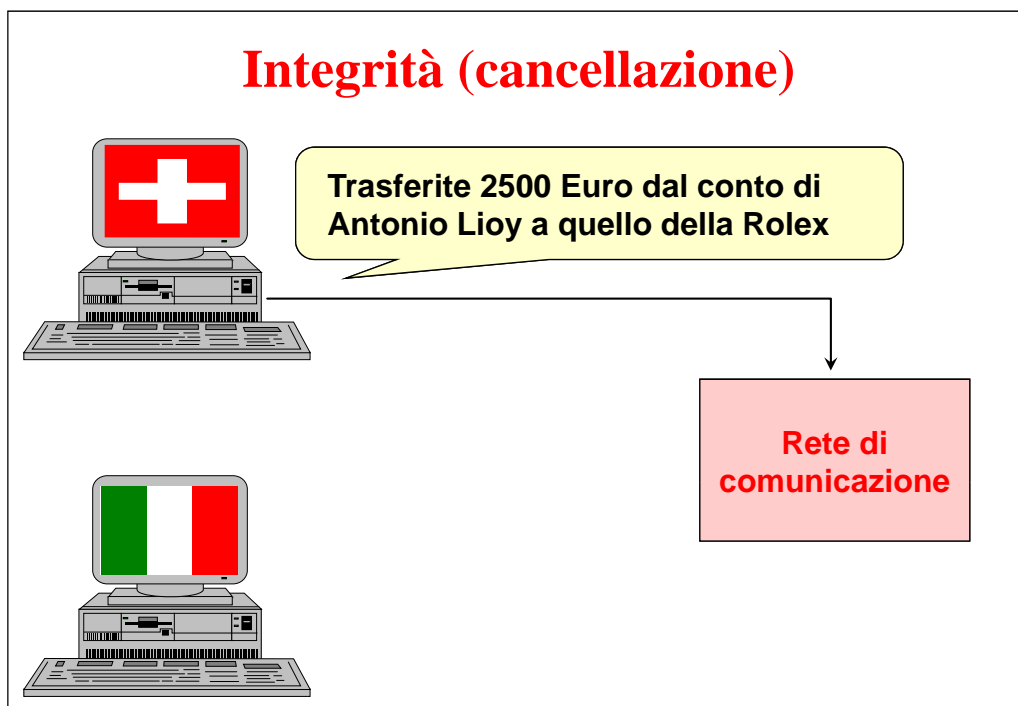 Integrità (cancellazione)
Trasferite 2500 Euro dal conto di
Antonio Lioy a quello della Rolex
Rete di
comunicazione